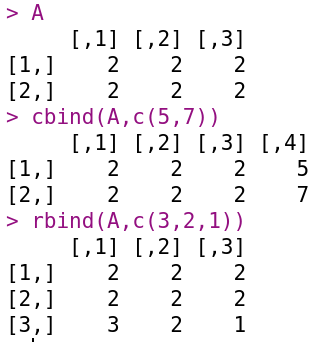 > A
     [,1] [,2] [,3]
[1,]    2    2    2
[2,]    2    2    2
> cbind(A,c(5,7))
     [,1] [,2] [,3] [,4]
[1,]    2    2    2    5
[2,]    2    2    2    7
> rbind(A,c(3,2,1))
     [,1] [,2] [,3]
[1,]    2    2    2
[2,]    2    2    2
[3,]    3    2    1